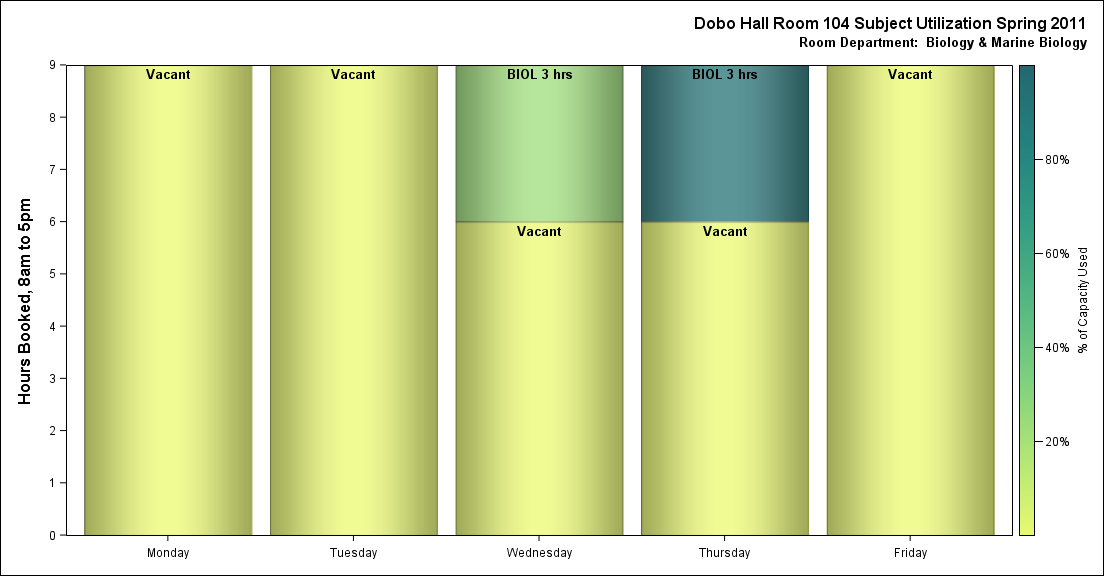 Dobo Hall Room 104 Subject Utilization Spring 2011
Room Department: Biology & Marine Biology
Hours Booked, 8am to 5pm
9
8
7
6
5
4
3
2
1
0
Vacant
Vacant
BIOL 3 hrs
BIOL 3 hrs
Vacant
Vacant
Vacant
Monday
Tuesday
Wednesday
Thursday
Friday
80%
60%
40%
20%
% of Capacity Used